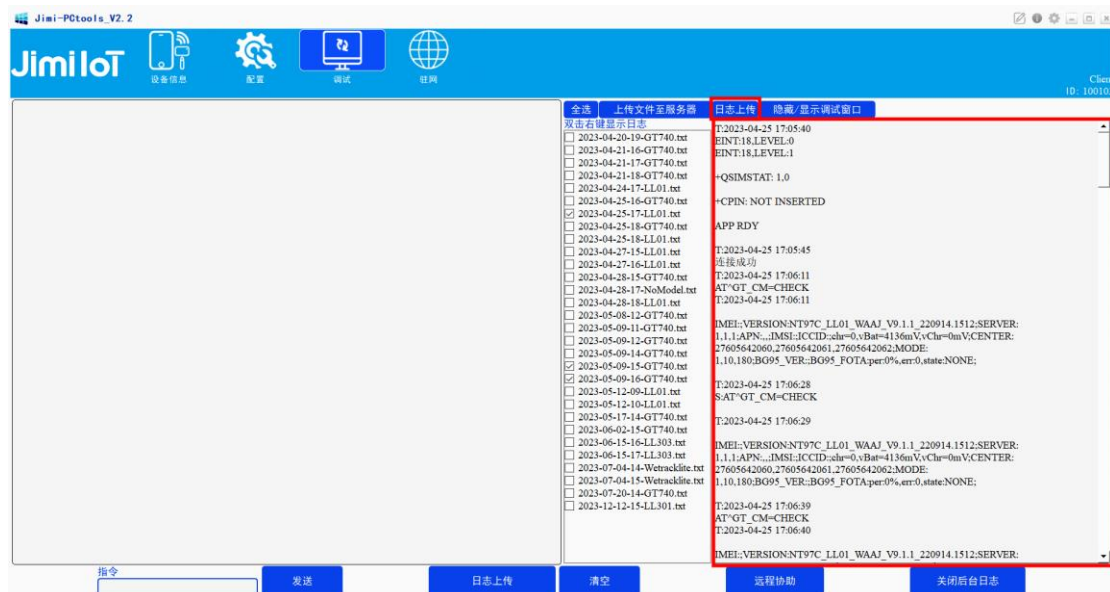 Jimi-PCtools_V2.2
JimiIoT
设备信息
配置
调试
驻网
Clien
ID: 10010
全选
上传文件至服务器
日志上传
隐藏/显示调试窗口
双击右键显示日志
2023-04-20-19-GT740.txt
2023-04-21-16-GT740.txt
2023-04-21-17-GT740.txt
2023-04-21-18-GT740.txt
2023-04-24-17-LL01.txt
2023-04-25-16-GT740.txt
2023-04-25-17-LL01.txt
2023-04-25-18-GT740.txt
2023-04-25-18-LL01.txt
2023-04-27-15-LL01.txt
2023-04-27-16-LL01.txt
2023-04-28-15-GT740.txt
2023-04-28-17-NoModel.txt
2023-04-28-18-LL01.txt
2023-05-08-12-GT740.txt
2023-05-09-11-GT740.txt
2023-05-09-12-GT740.txt
2023-05-09-14-GT740.txt
2023-05-09-15-GT740.txt
2023-05-09-16-GT740.txt
2023-05-12-09-LL01.txt
2023-05-12-10-LL01.txt
2023-05-17-14-GT740.txt
2023-06-02-15-GT740.txt
2023-06-15-16-LL303.txt
2023-06-15-17-LL303.txt
2023-07-04-14-Wetracklite.txt
2023-07-04-15-Wetracklite.txt
2023-07-20-14-GT740.txt
2023-12-12-15-LL301.txt
T:2023-04-25 17:05:40
EINT:18,LEVEL:0
EINT:18,LEVEL:1
+QSIMSTAT: 1,0
+CPIN: NOT INSERTED
APP RDY
T:2023-04-25 17:05:45
连接成功
T:2023-04-25 17:06:11
AT^GT_CM=CHECK
T:2023-04-25 17:06:11
IMEI:;VERSION:NT97C_LL01_WAAJ_V9.1.1_220914.1512;SERVER:
1,1,1;APN:,,;IMSI:;ICCID:;chr=0,vBat=4136mV,vChr=0mV;CENTER:
27605642060,27605642061,27605642062;MODE:
1,10,180;BG95_VER:;BG95_FOTA:per:0%,err:0,state:NONE;
T:2023-04-25 17:06:28
S:AT^GT_CM=CHECK
T:2023-04-25 17:06:29
IMEI:;VERSION:NT97C_LL01_WAAJ_V9.1.1_220914.1512;SERVER:
1,1,1;APN:,,;IMSI:;ICCID:;chr=0,vBat=4136mV,vChr=0mV;CENTER:
27605642060,27605642061,27605642062;MODE:
1,10,180;BG95_VER:;BG95_FOTA:per:0%,err:0,state:NONE;
T:2023-04-25 17:06:39
AT^GT_CM=CHECK
T:2023-04-25 17:06:40
IMEI:;VERSION:NT97C_LL01_WAAJ_V9.1.1_220914.1512;SERVER:
指令
发送
日志上传
清空
远程协助
关闭后台日志